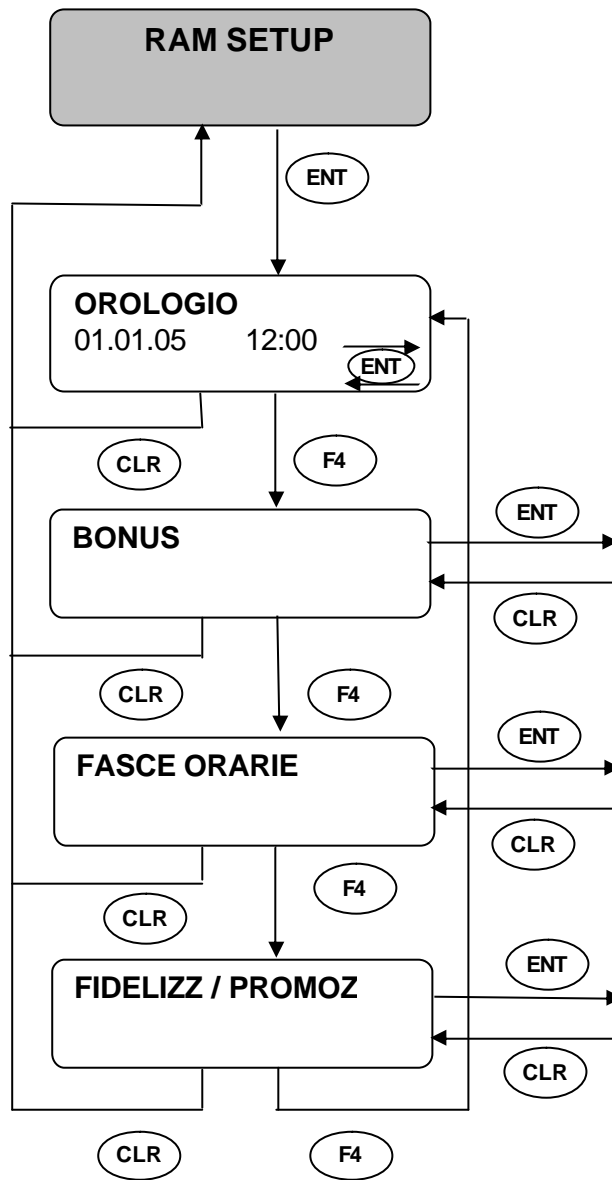 RAM SETUP
ENT
OROLOGIO
01.01.05 12:00
ENT
CLR
F4
ENT
BONUS
CLR
CLR
F4
ENT
FASCE ORARIE
CLR
F4
CLR
ENT
FIDELIZZ / PROMOZ
CLR
CLR
F4